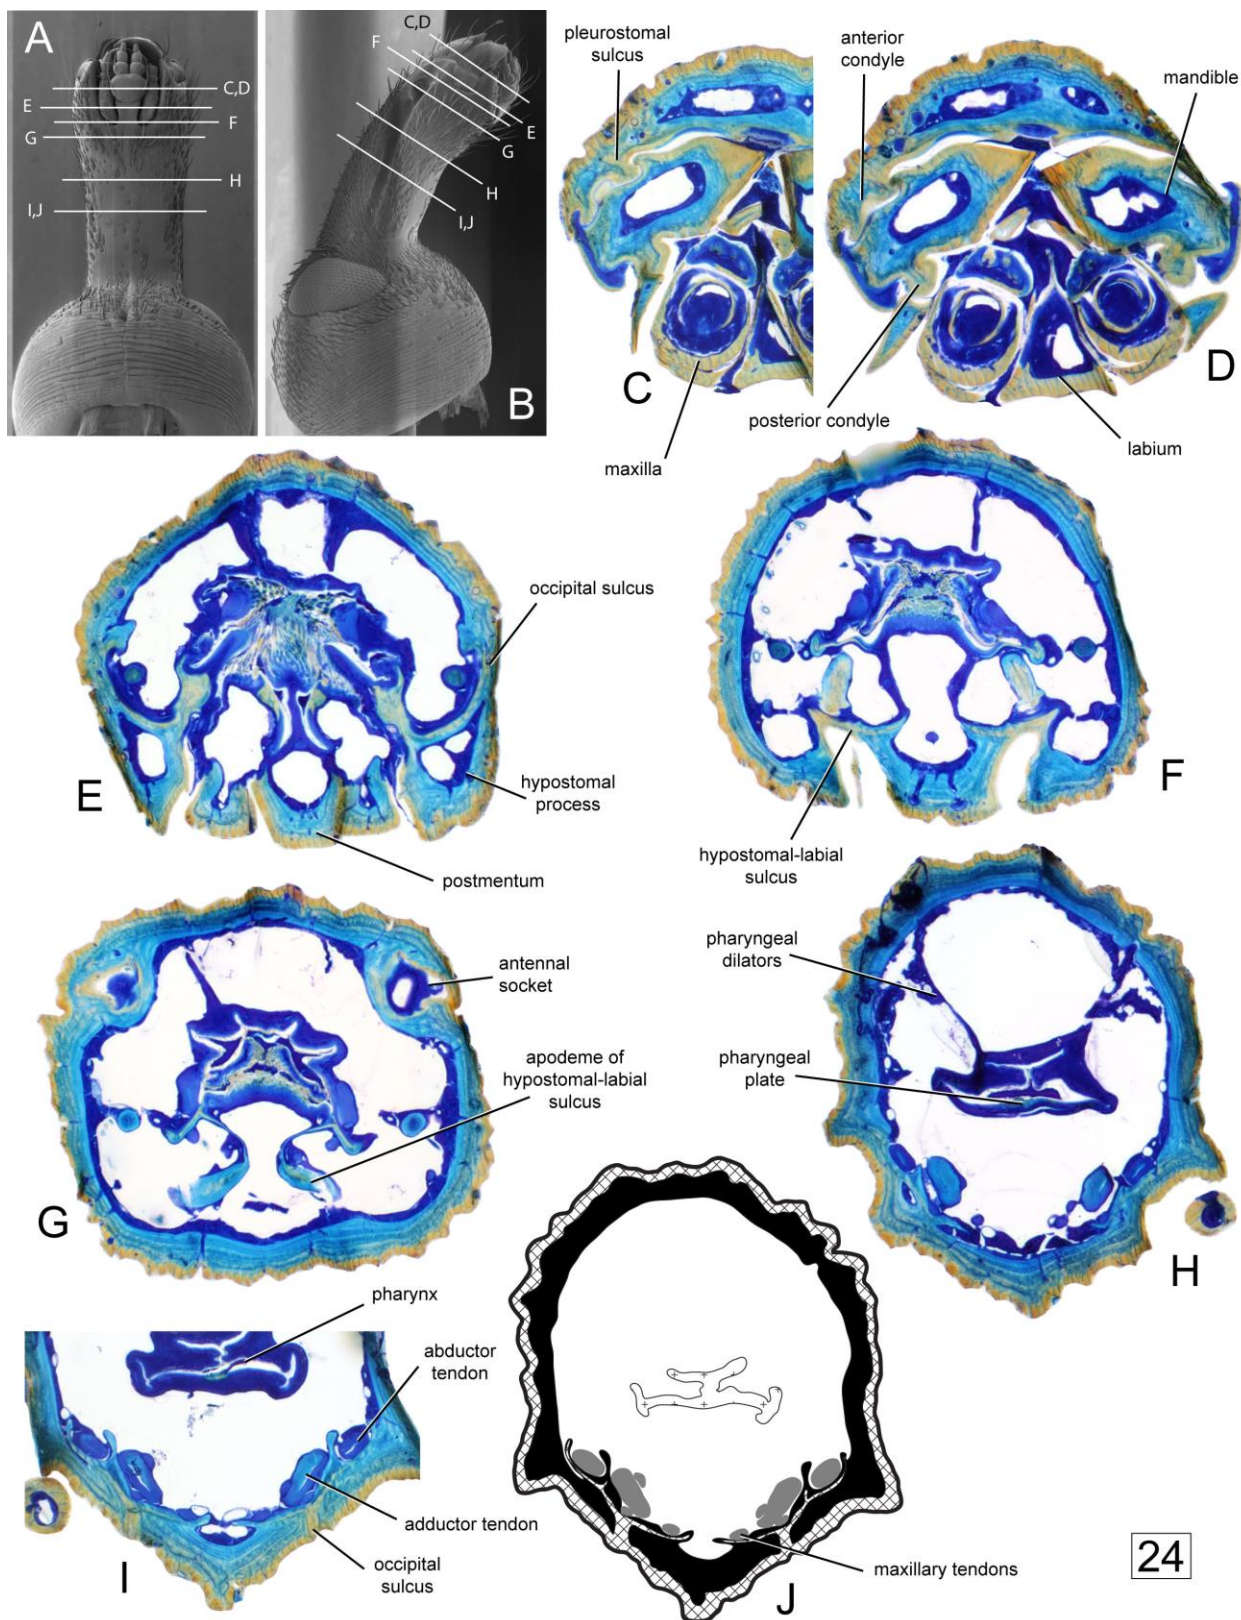 A
C,D
E
F
G
H
I,J
C,D
F
E
G
H
I,J
B
pleurostomal
sulcus
anterior
condyle
mandible
C
D
posterior condyle
maxilla
labium
occipital sulcus
hypostomal
process
E
postmentum
F
hypostomal-labial
sulcus
antennal
socket
apodeme of
hypostomal-labial
sulcus
G
pharyngeal
dilators
pharyngeal
plate
H
pharynx
abductor
tendon
adductor tendon
occipital
sulcus
I
maxillary tendons
J
24